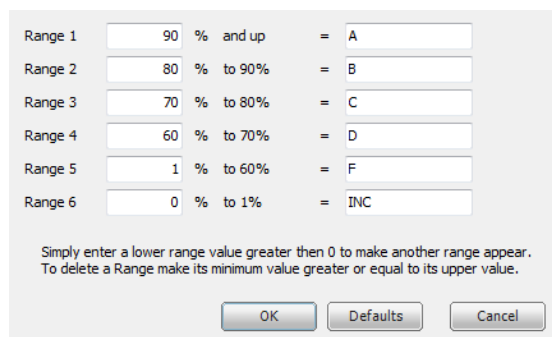 Range 1 90 % and up = A
Range 2 80 % to 90% = B
Range 3 70 % to 80% = C
Range 4 60 % to 70% = D
Range 5 1 % to 60% = F
Range 6 0 % to 1% = INC
Simply enter a lower range value greater then 0 to make another range appear.
To delete a Range make its minimum value greater or equal to its upper value.
OK Defaults Cancel